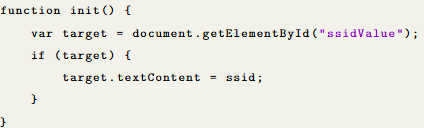 function init() {
    var target = document.getElementById("ssidValue");
    if (target) {
        target.textContent = ssid;
    }
}